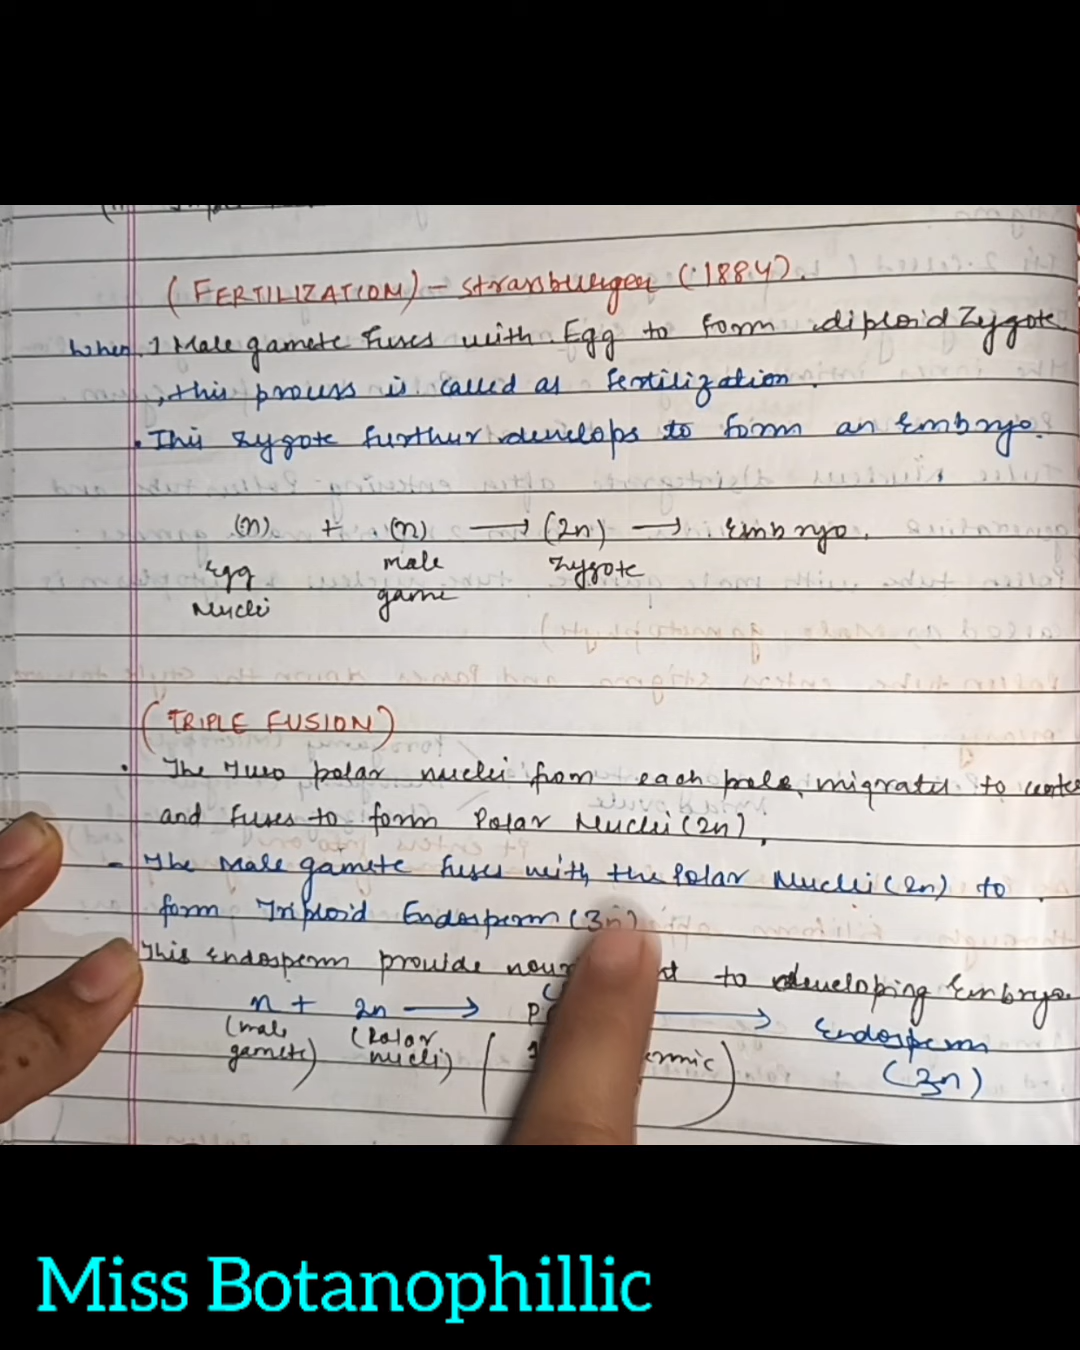 (FERTILIZATION) - Strasburger (1884).
When 1 Male gamete fuses with Egg to form diploid Zygote
, this process is called as fertilization.
. This zygote further develops to form an Embryo.
(n) + (n) → (2n) → Embryo.
Egg Male Zygote
Nuclei game
(TRIPLE FUSION)
. The Two polar nuclei from each pole, migrates to center
and fuses to form Polar Nuclei (2n),
- The Male gamete fuses with the Polar Nuclei (2n) to
form Triploid Endosperm (3n)
This endosperm provide to developing Embryo.
n + 2n → → Endosperm
(male gamete) (Polar nuclei) ( ) (3n)
Miss Botanophillic